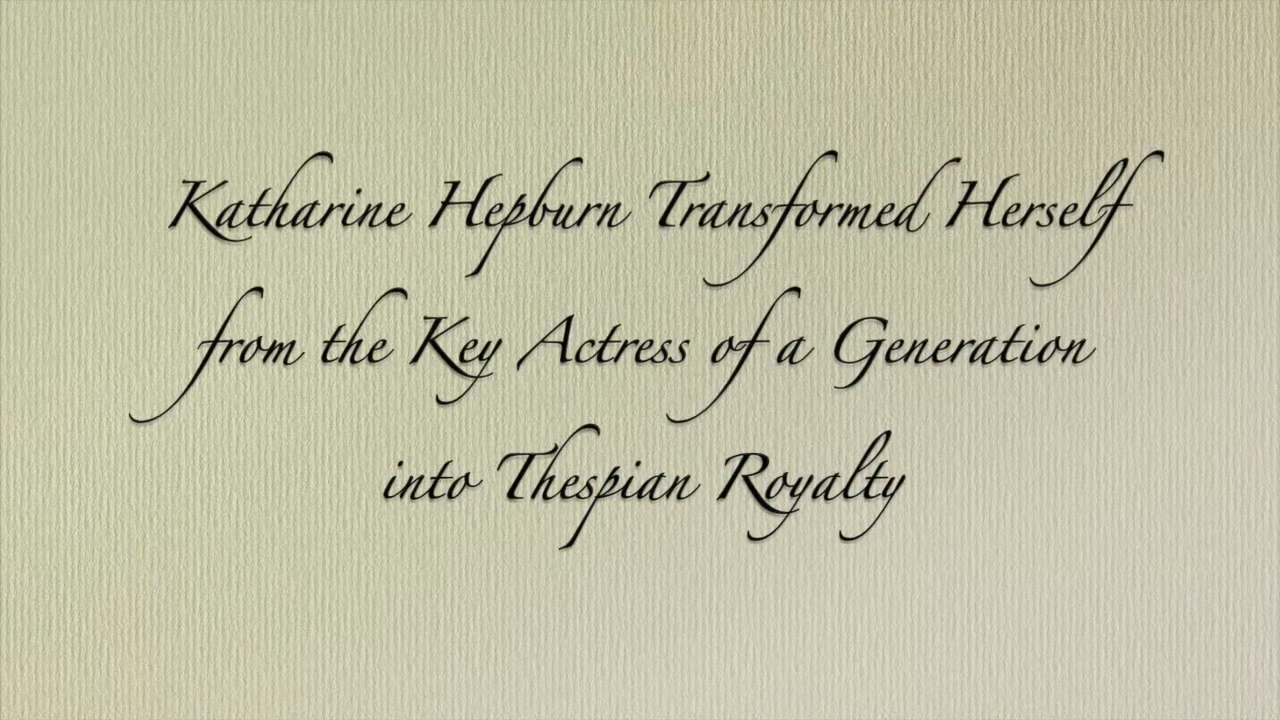 Katharine Hepburn Transformed Herself
from the Key Actress of a Generation
into Thespian Royalty